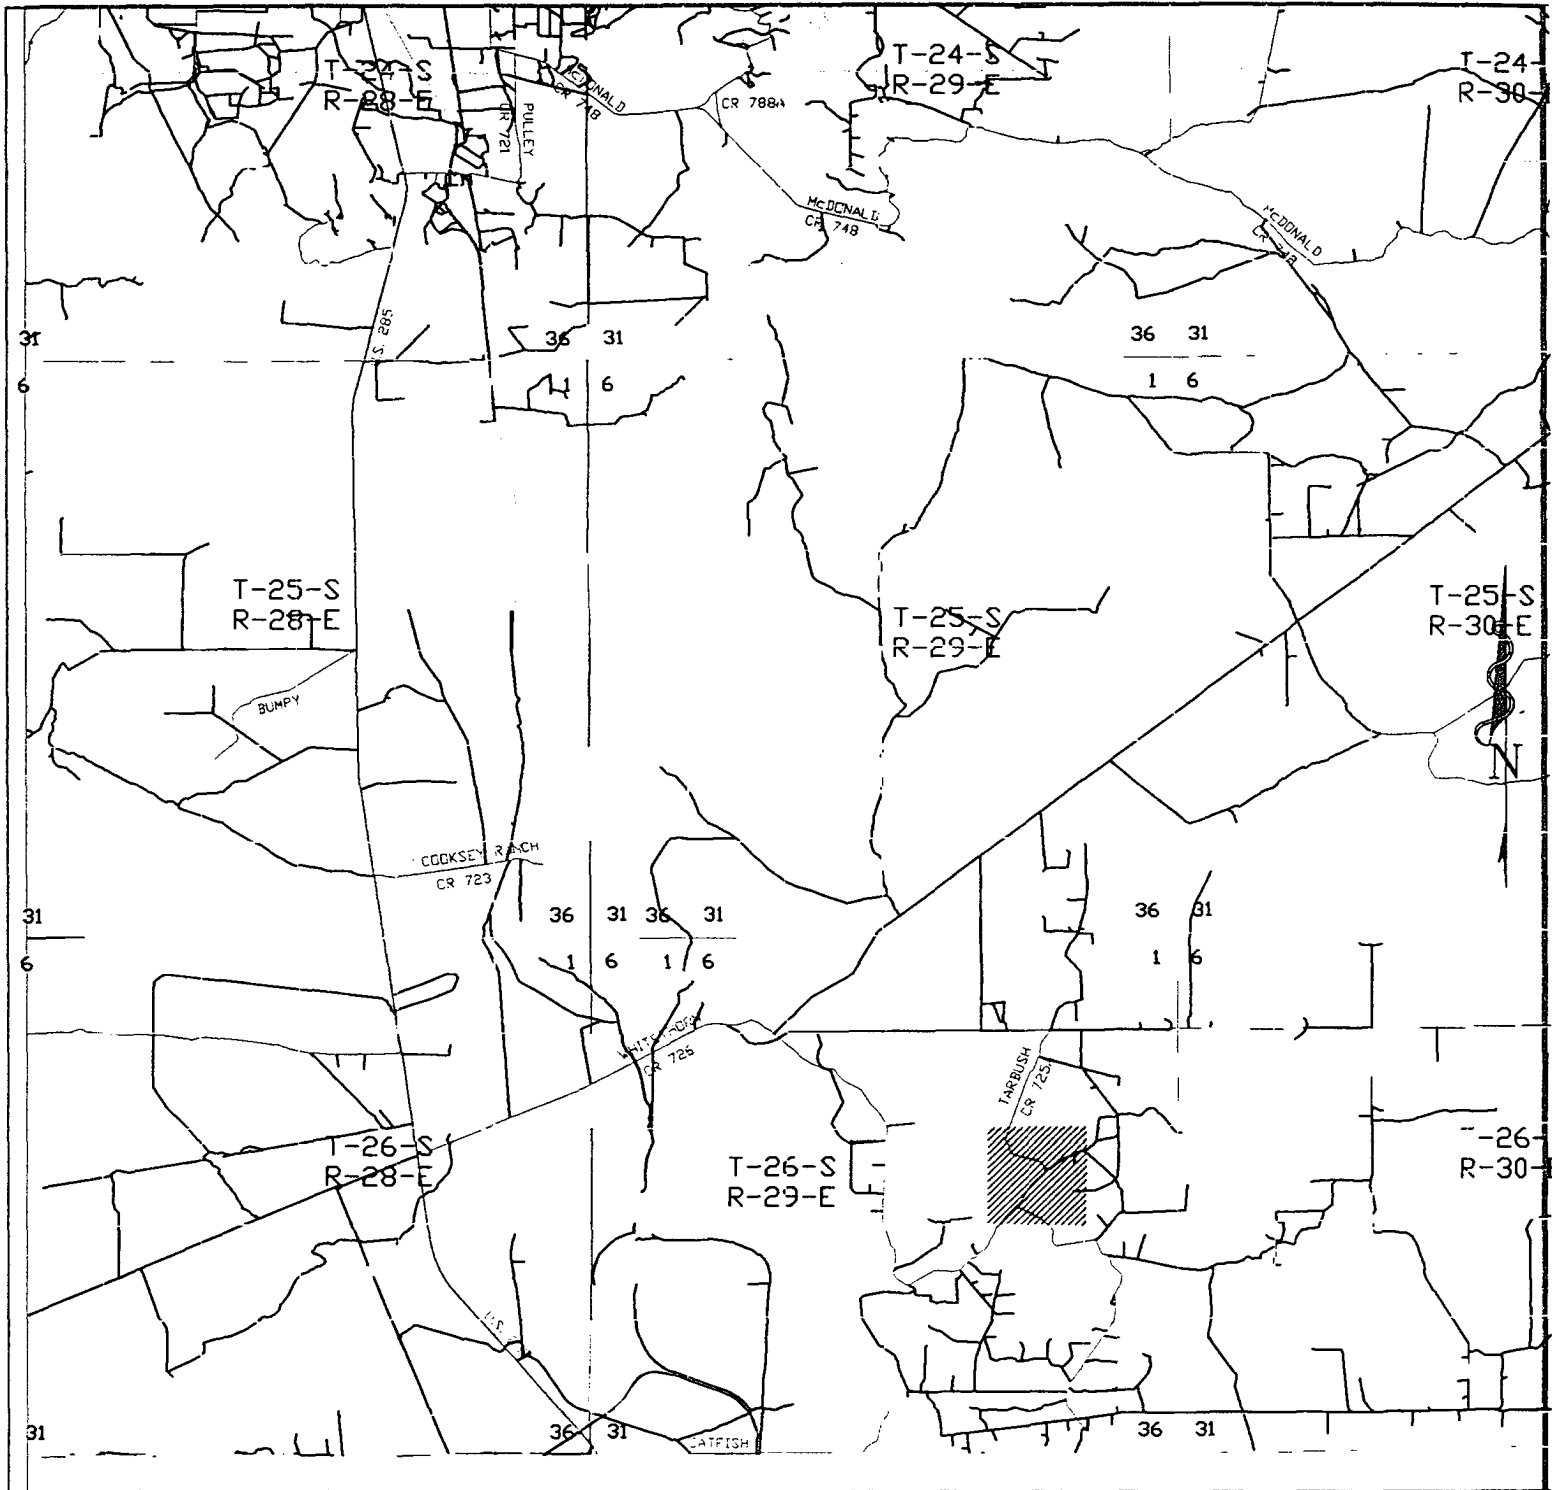 T-24-S
R-28-E
McDONALD
CR 748
PULLEY
CR 721
CR 788A
T-24-S
R-29-E
T-24-
R-30-
McDONALD
CR 748
McDONALD
CR 748
U.S. 285
31
6
36 31
1 6
36 31
1 6
T-25-S
R-28-E
T-25-S
R-29-E
T-25-S
R-30-E
BUMPY
N
COOKSEY RANCH
CR 723
31
6
36 31 36 31
1 6 1 6
36 31
1 6
CR 726
TARBUSH
CR 725
T-26-S
R-28-E
T-26-S
R-29-E
-26-
R-30-
U.S.
31
36 31
CATFISH
36 31